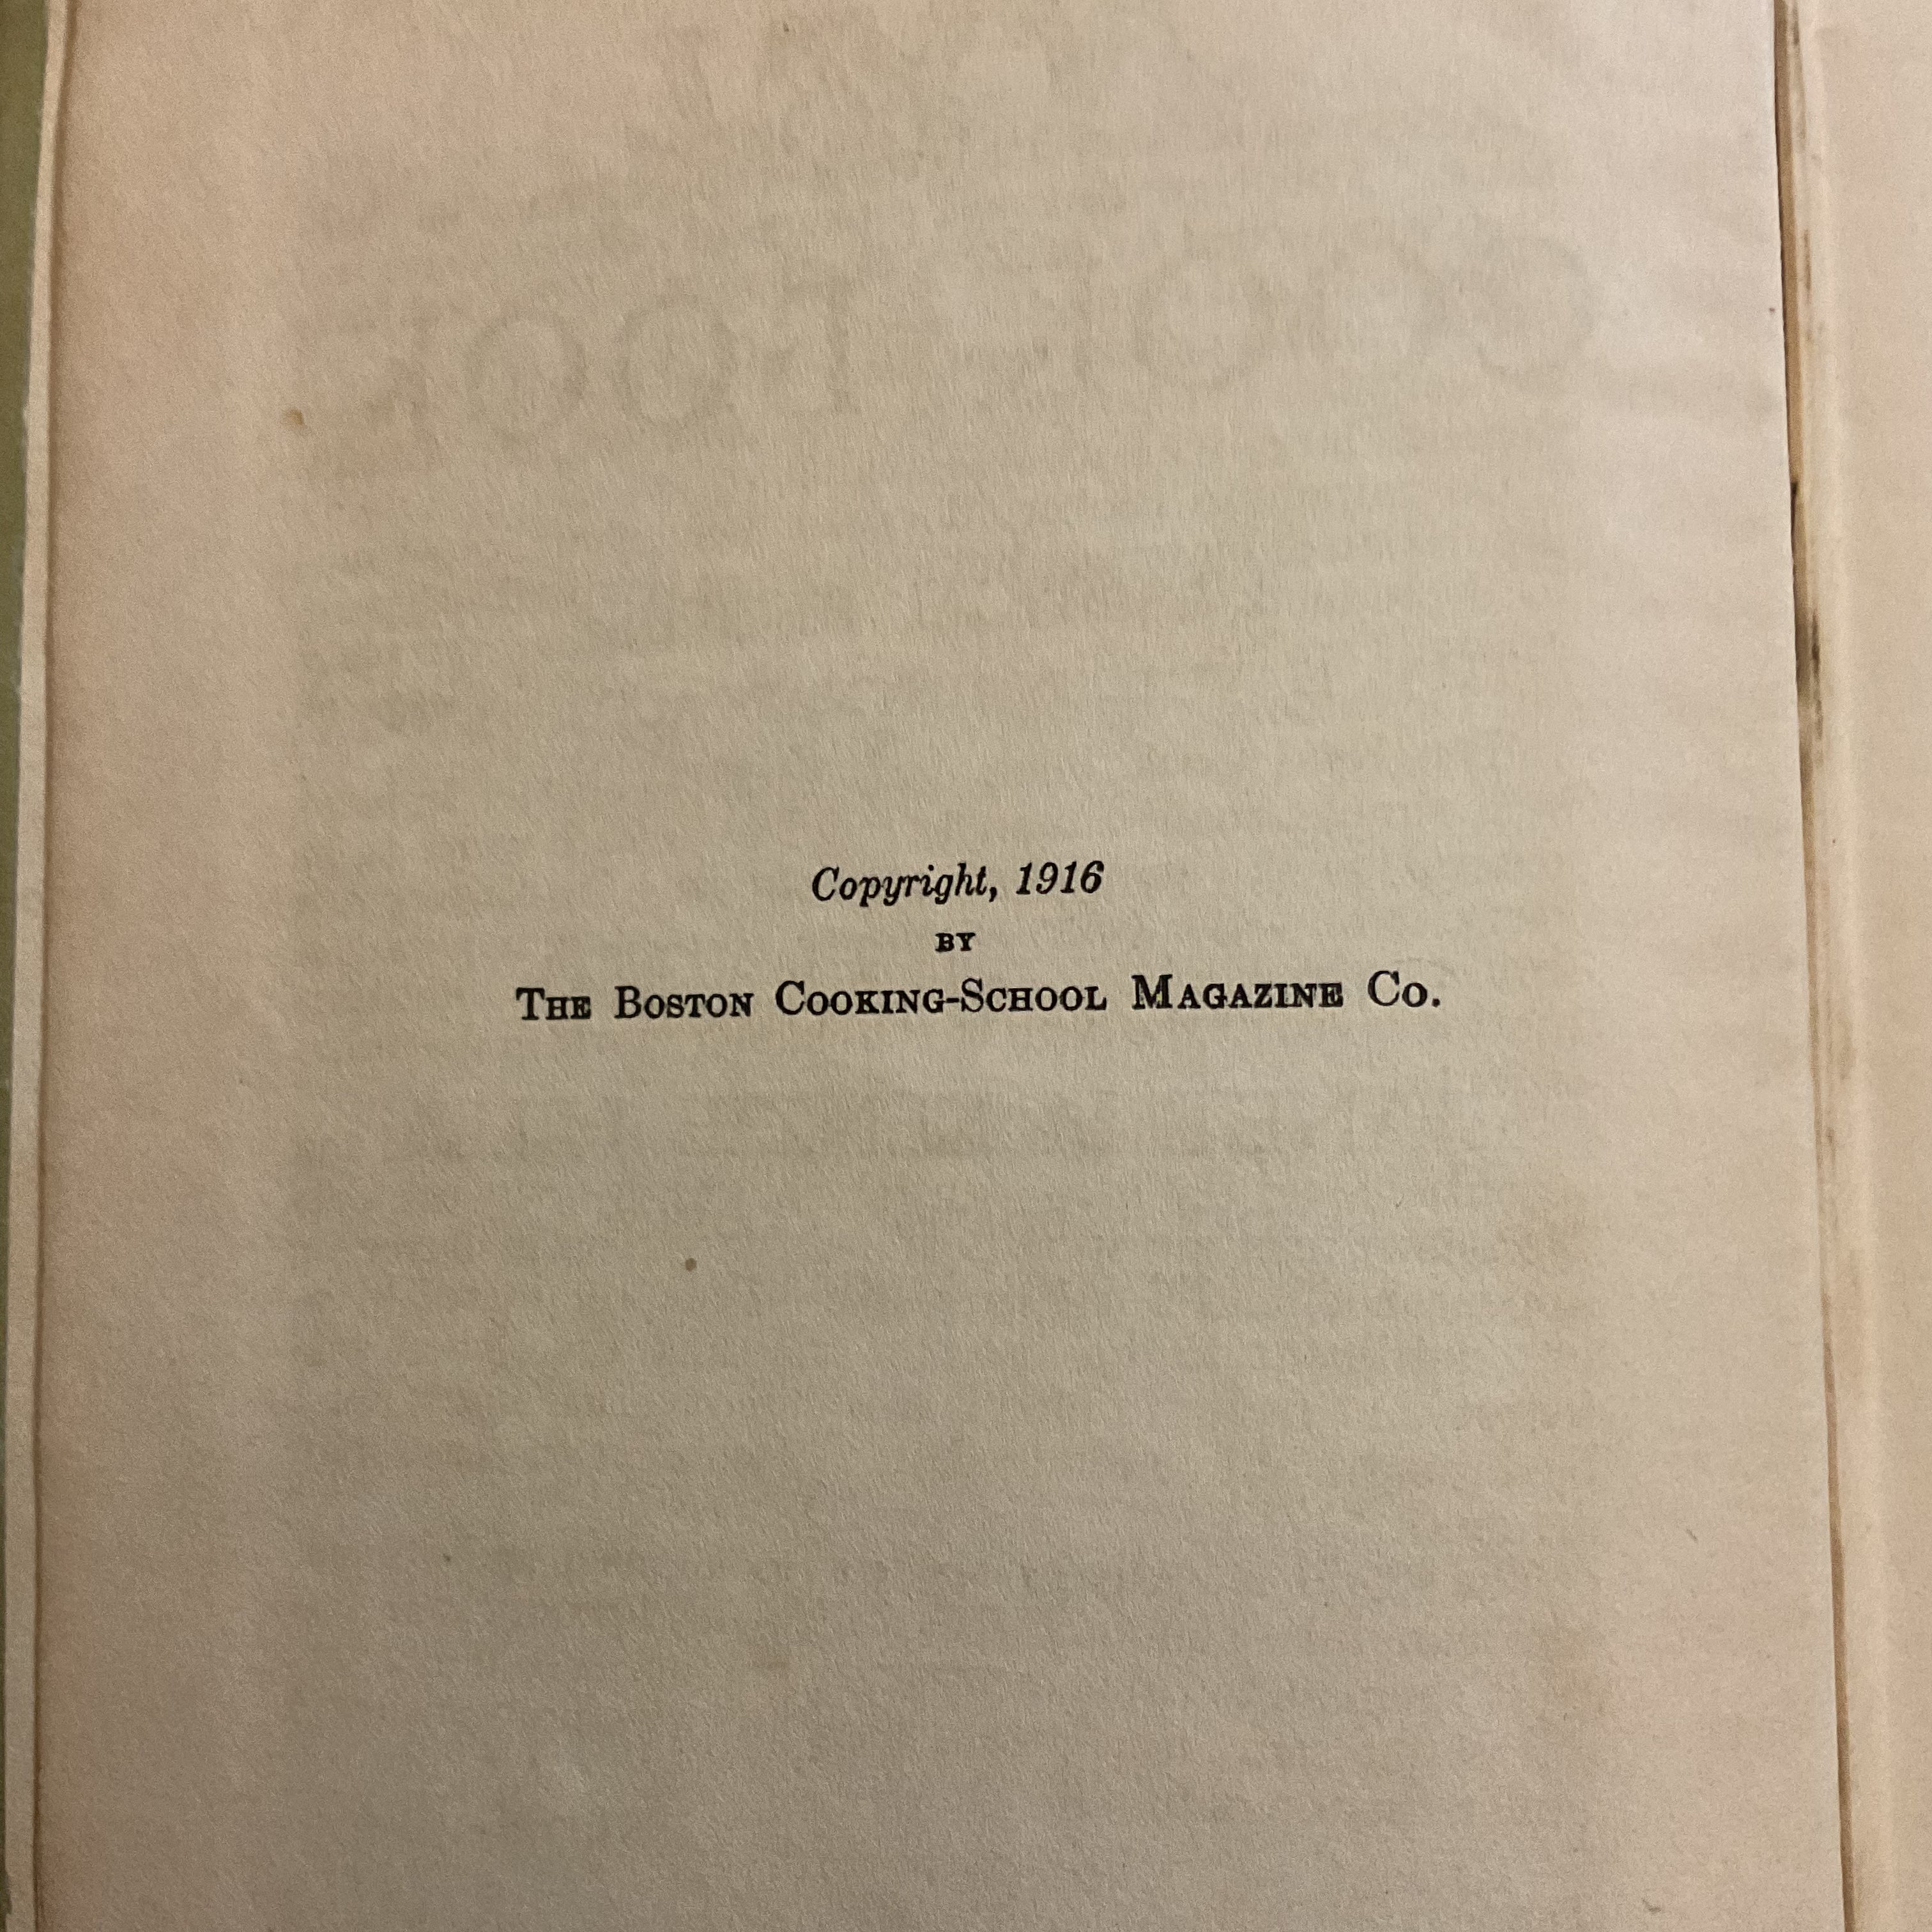 Copyright, 1916
BY
THE BOSTON COOKING-SCHOOL MAGAZINE CO.